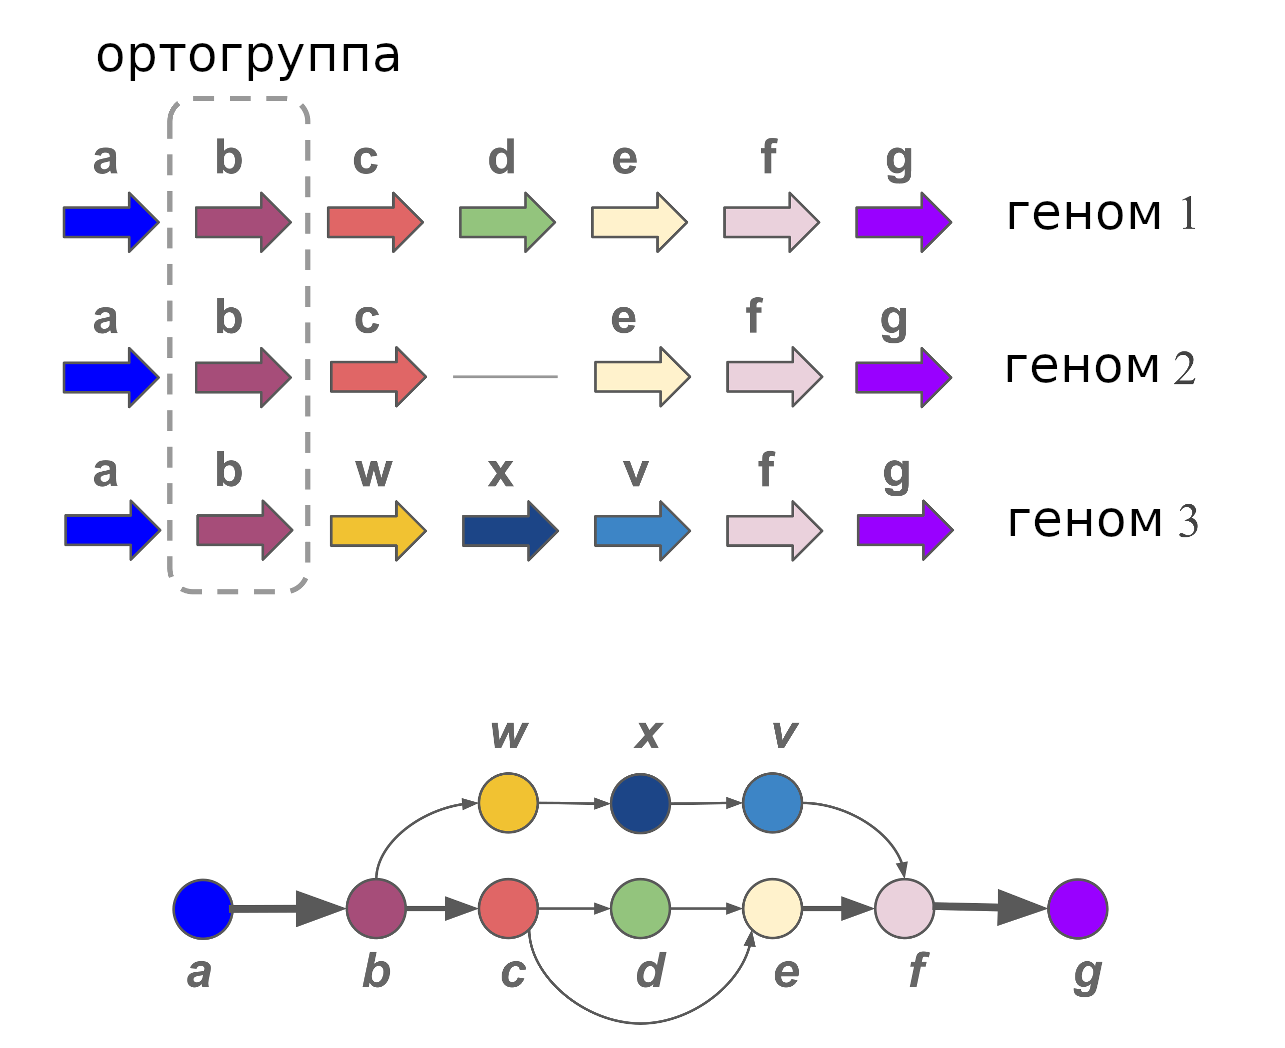 ортогруппа
a b c d e f g
геном 1
a b c e f g
геном 2
a b w x v f g
геном 3
w x v
a b c d e f g